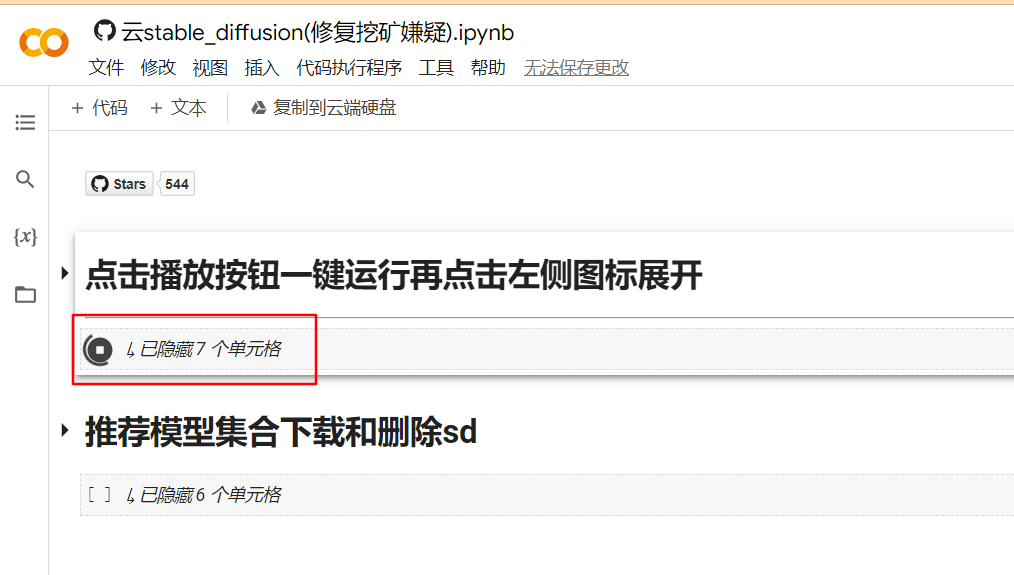 云stable_diffusion(修复挖矿嫌疑).ipynb
文件 修改 视图 插入 代码执行程序 工具 帮助 无法保存更改
+ 代码 + 文本 复制到云端硬盘
Stars 544
{x}
点击播放按钮一键运行再点击左侧图标展开
↳ 已隐藏 7 个单元格
推荐模型集合下载和删除sd
[ ] ↳ 已隐藏 6 个单元格